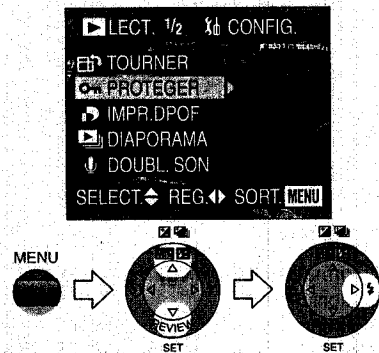 LECT. 1/2 CONFIG.
TOURNER
PROTEGER
IMPR.DPOF
DIAPORAMA
DOUBL. SON
SELECT. REG. SORT. MENU
MENU
REVIEW
SET
SET